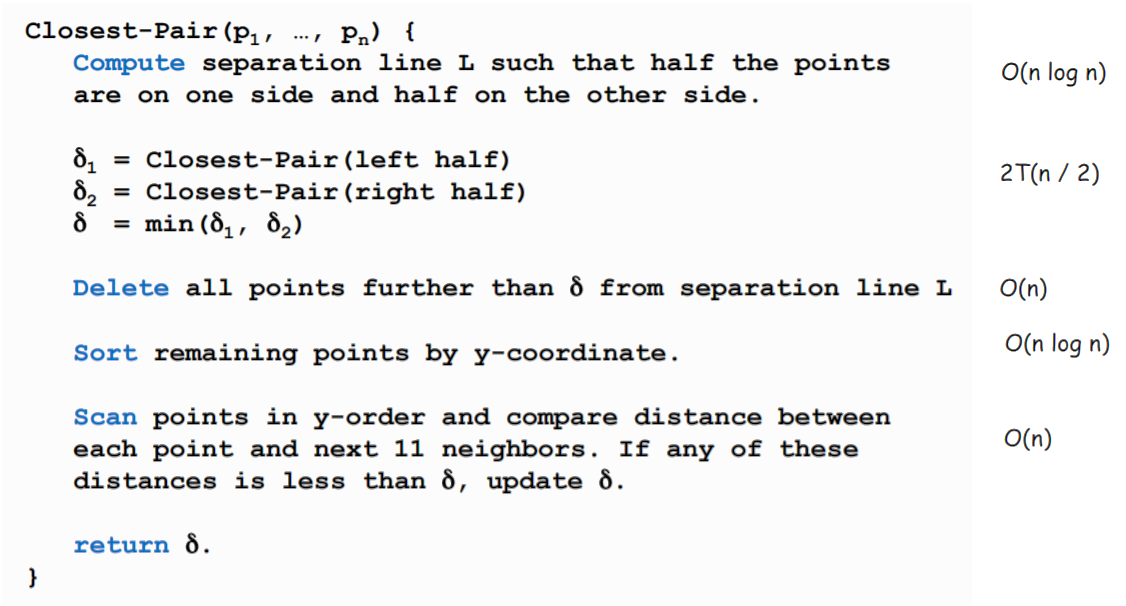 Closest-Pair(p₁, …, pₙ) {
Compute separation line L such that half the points
are on one side and half on the other side.
O(n log n)
δ₁ = Closest-Pair(left half)
δ₂ = Closest-Pair(right half)
δ = min(δ₁, δ₂)
2T(n / 2)
Delete all points further than δ from separation line L
O(n)
Sort remaining points by y-coordinate.
O(n log n)
Scan points in y-order and compare distance between
each point and next 11 neighbors. If any of these
distances is less than δ, update δ.
O(n)
return δ.
}